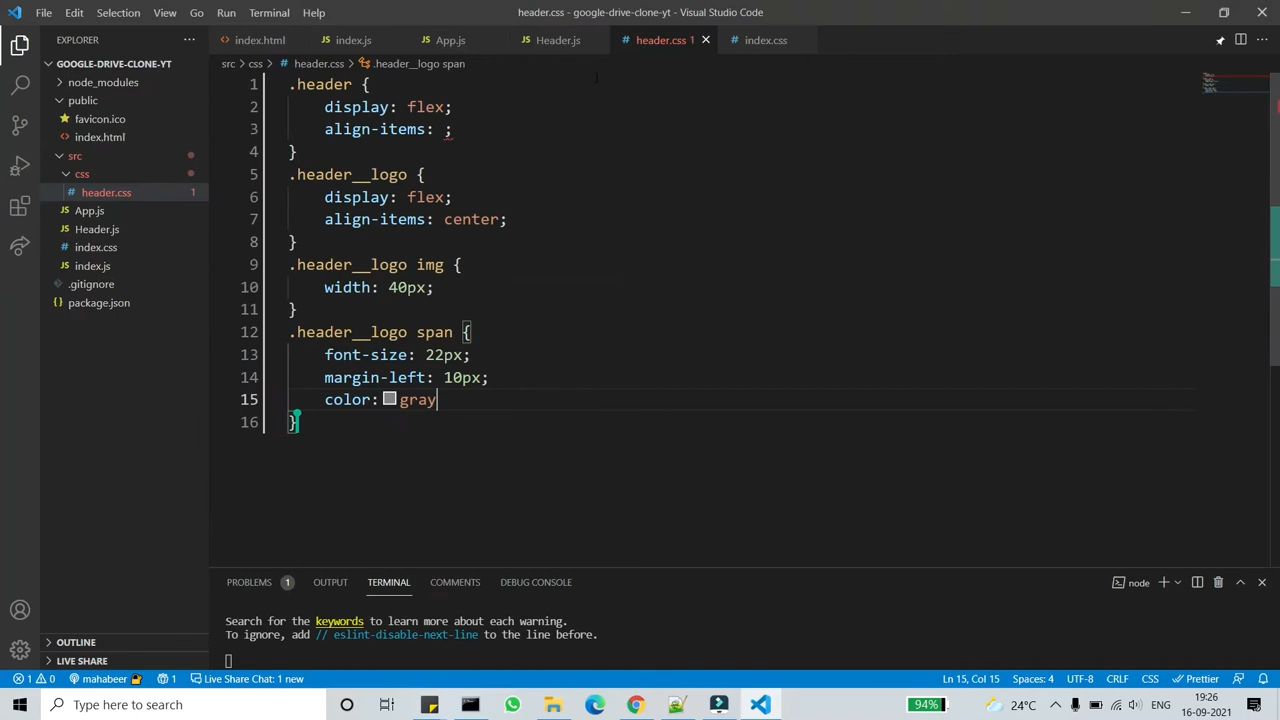 File Edit Selection View Go Run Terminal Help header.css - google-drive-clone-yt - Visual Studio Code
EXPLORER
index.html index.js App.js Header.js header.css 1 index.css
GOOGLE-DRIVE-CLONE-YT
src > css > # header.css > .header__logo span
node_modules
public
favicon.ico
index.html
src
css
header.css 1
App.js
Header.js
index.css
index.js
.gitignore
package.json
1 .header {
2 display: flex;
3 align-items: ;
4 }
5 .header__logo {
6 display: flex;
7 align-items: center;
8 }
9 .header__logo img {
10 width: 40px;
11 }
12 .header__logo span {
13 font-size: 22px;
14 margin-left: 10px;
15 color: gray
16 }
PROBLEMS 1 OUTPUT TERMINAL COMMENTS DEBUG CONSOLE node
Search for the keywords to learn more about each warning.
To ignore, add // eslint-disable-next-line to the line before.
OUTLINE
LIVE SHARE
1 0 mahabeer 1 Live Share Chat: 1 new Ln 15, Col 15 Spaces: 4 UTF-8 CRLF CSS Prettier
Type here to search 94% 24°C ENG 19:26
16-09-2021